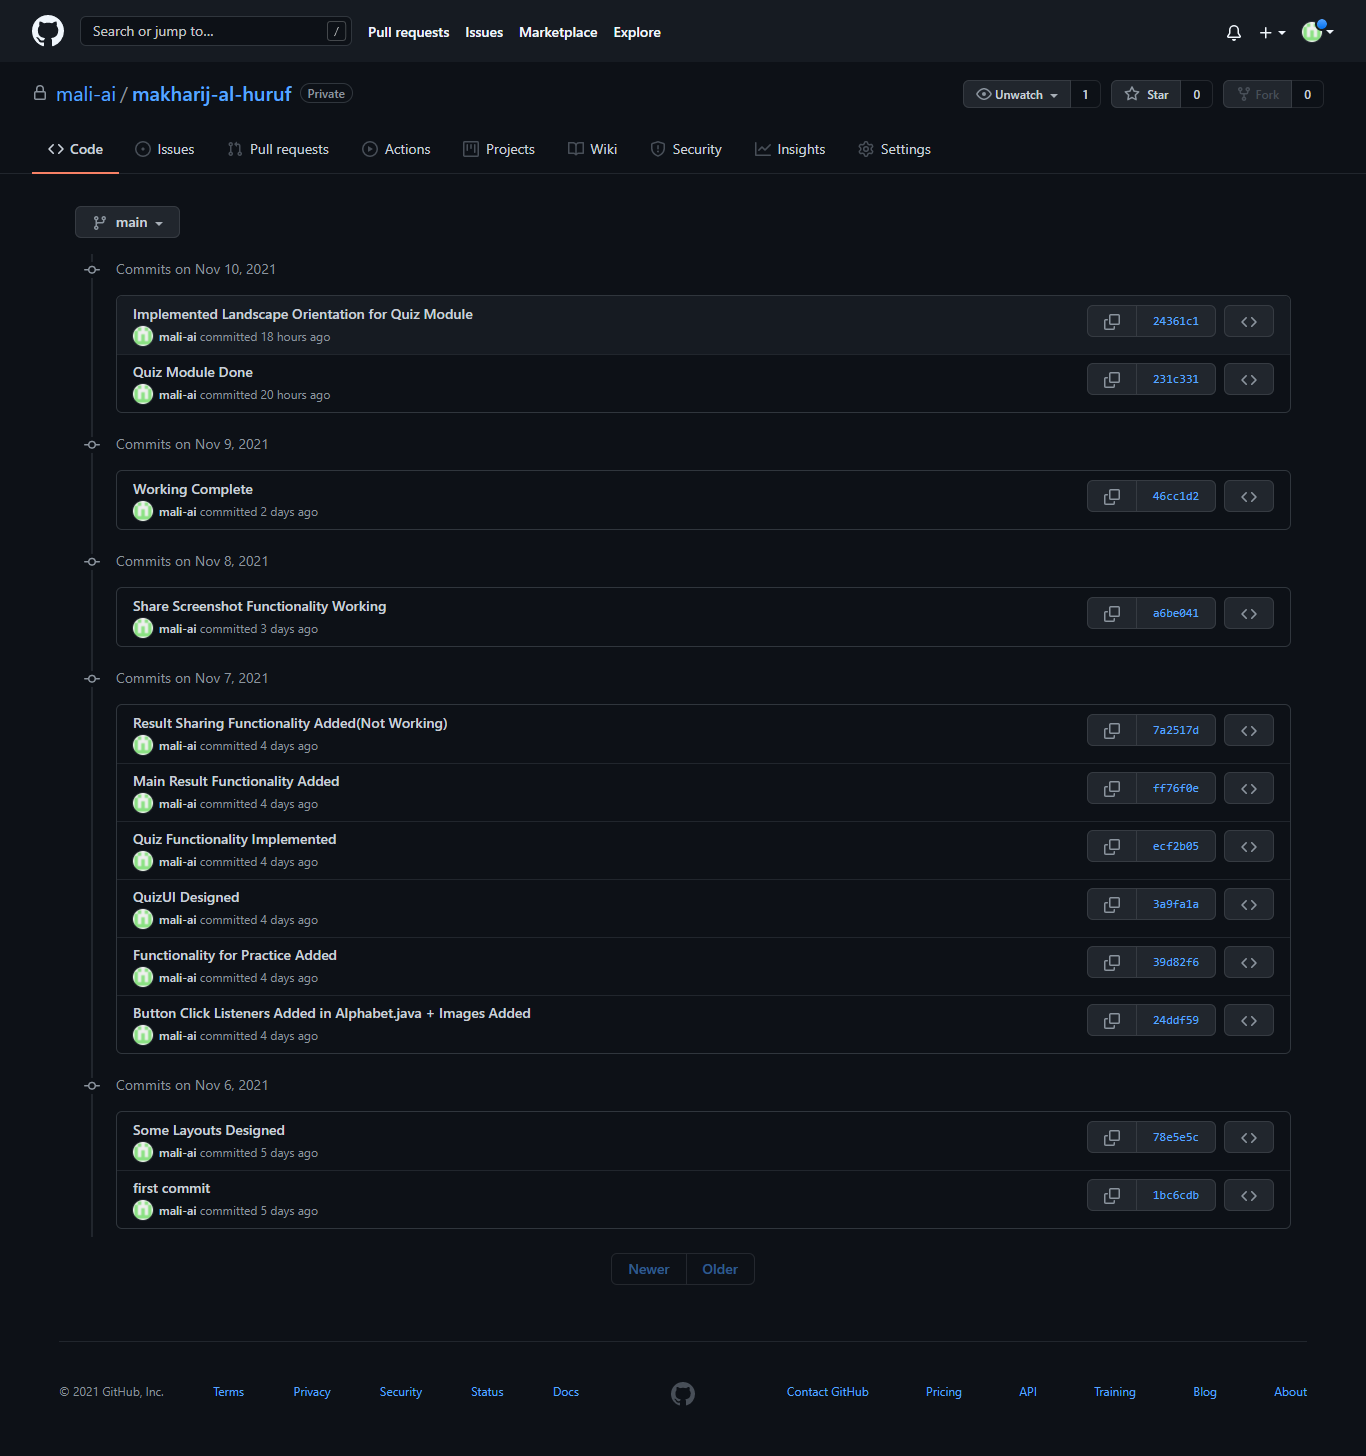 Search or jump to... / Pull requests Issues Marketplace Explore
mali-ai / makharij-al-huruf Private Unwatch 1 Star 0 Fork 0
Code Issues Pull requests Actions Projects Wiki Security Insights Settings
main
Commits on Nov 10, 2021
Implemented Landscape Orientation for Quiz Module
mali-ai committed 18 hours ago
24361c1
Quiz Module Done
mali-ai committed 20 hours ago
231c331
Commits on Nov 9, 2021
Working Complete
mali-ai committed 2 days ago
46cc1d2
Commits on Nov 8, 2021
Share Screenshot Functionality Working
mali-ai committed 3 days ago
a6be041
Commits on Nov 7, 2021
Result Sharing Functionality Added(Not Working)
mali-ai committed 4 days ago
7a2517d
Main Result Functionality Added
mali-ai committed 4 days ago
ff76f0e
Quiz Functionality Implemented
mali-ai committed 4 days ago
ecf2b05
QuizUI Designed
mali-ai committed 4 days ago
3a9fa1a
Functionality for Practice Added
mali-ai committed 4 days ago
39d82f6
Button Click Listeners Added in Alphabet.java + Images Added
mali-ai committed 4 days ago
24ddf59
Commits on Nov 6, 2021
Some Layouts Designed
mali-ai committed 5 days ago
78e5e5c
first commit
mali-ai committed 5 days ago
1bc6cdb
Newer Older
© 2021 GitHub, Inc. Terms Privacy Security Status Docs Contact GitHub Pricing API Training Blog About